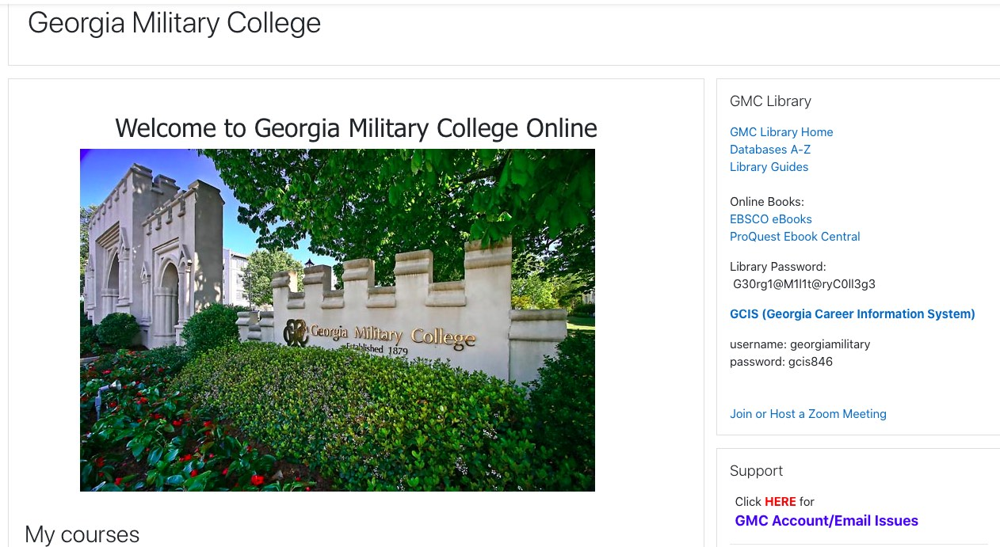 Georgia Military College
Welcome to Georgia Military College Online
Georgia Military College
Established 1879
My courses
GMC Library
GMC Library Home
Databases A-Z
Library Guides
Online Books:
EBSCO eBooks
ProQuest Ebook Central
Library Password:
G30rg1@M1l1t@ryC0ll3g3
GCIS (Georgia Career Information System)
username: georgiamilitary
password: gcis846
Join or Host a Zoom Meeting
Support
Click HERE for
GMC Account/Email Issues